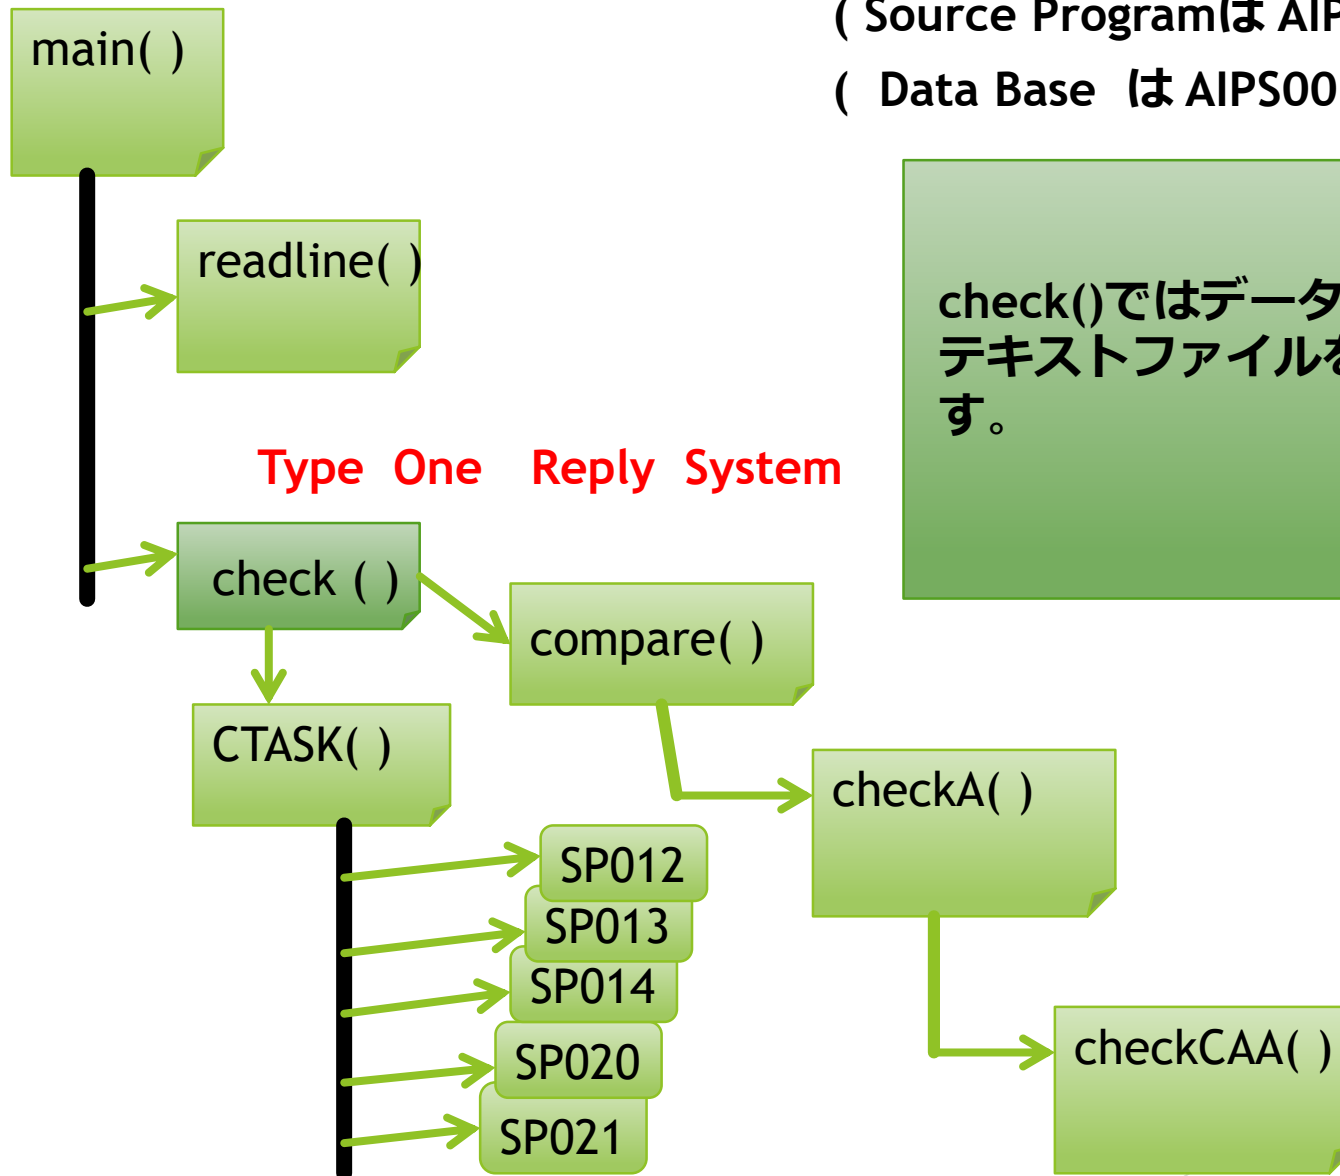 ( Source Programは AIP
( Data Base は AIPS00
main( )
readline( )
check()ではデータ
テキストファイルを
す。
Type One Reply System
check ( )
compare( )
CTASK( )
checkA( )
SP012
SP013
SP014
SP020
SP021
checkCAA( )